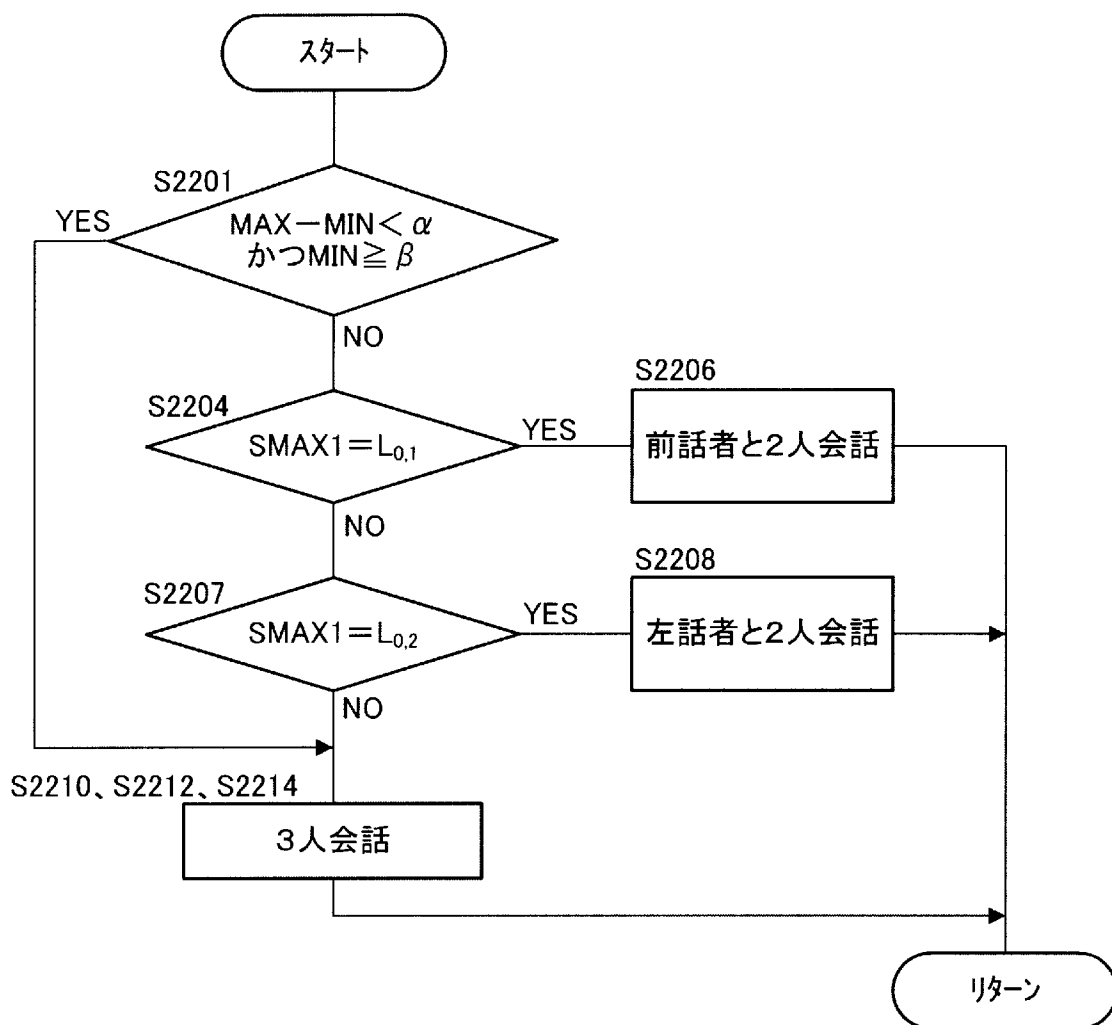 スタート
S2201
YES
MAX－MIN＜α
かつMIN≧β
NO
S2204
SMAX1＝L0,1
YES
S2206
前話者と2人会話
NO
S2207
SMAX1＝L0,2
YES
S2208
左話者と2人会話
NO
S2210、S2212、S2214
3人会話
リターン